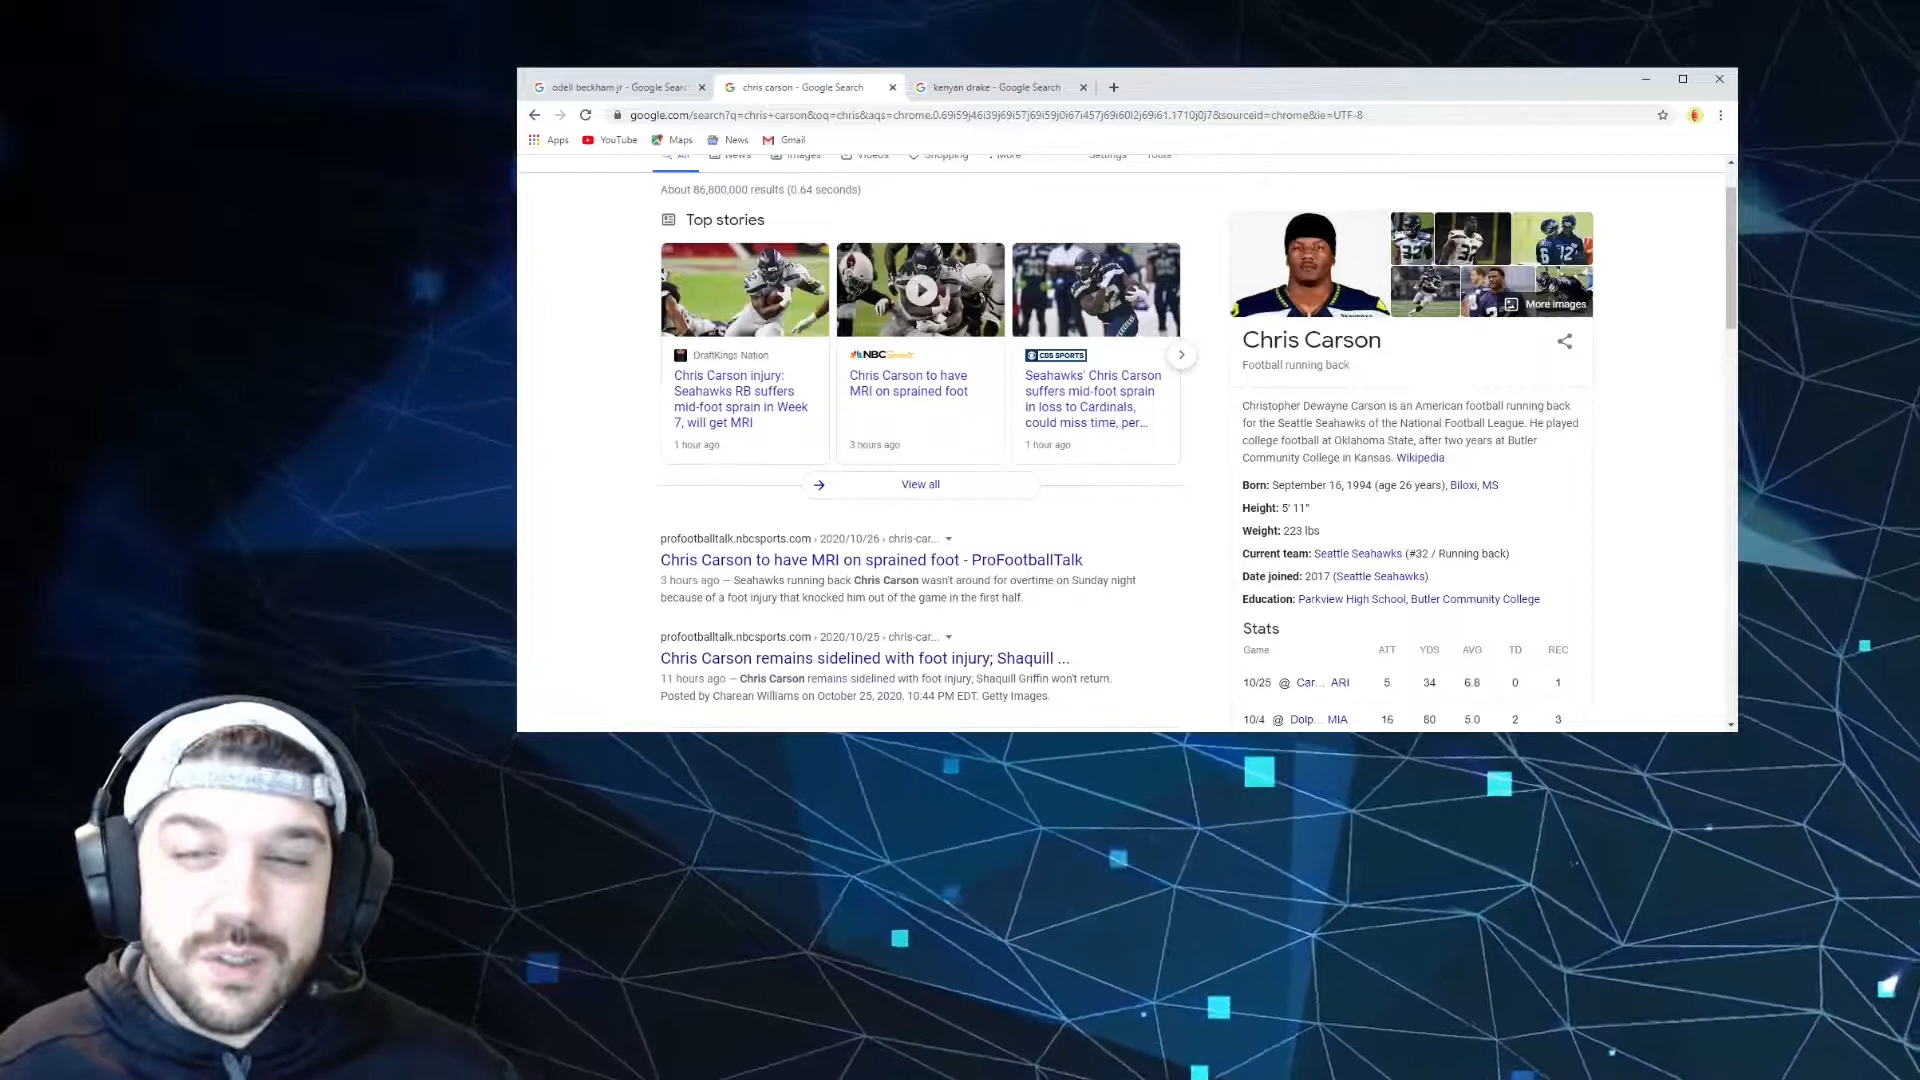 odell beckham jr - Google Search
chris carson - Google Search
kenyan drake - Google Search
google.com/search?q=chris+carson&oq=chris&aqs=chrome.0.69i59j46i39j69i57j69i59j0i67i457j69i60l2j69i61.1710j0j7&sourceid=chrome&ie=UTF-8
Apps YouTube Maps News Gmail
All News Images Videos Shopping More Settings Tools
About 86,800,000 results (0.64 seconds)
Top stories
DraftKings Nation
Chris Carson injury:
Seahawks RB suffers
mid-foot sprain in Week
7, will get MRI
1 hour ago
NBC Sports
Chris Carson to have
MRI on sprained foot
3 hours ago
CBS SPORTS
Seahawks' Chris Carson
suffers mid-foot sprain
in loss to Cardinals,
could miss time, per...
1 hour ago
View all
profootballtalk.nbcsports.com › 2020/10/26 › chris-car...
Chris Carson to have MRI on sprained foot - ProFootballTalk
3 hours ago — Seahawks running back Chris Carson wasn't around for overtime on Sunday night
because of a foot injury that knocked him out of the game in the first half.
profootballtalk.nbcsports.com › 2020/10/25 › chris-car...
Chris Carson remains sidelined with foot injury; Shaquill ...
11 hours ago — Chris Carson remains sidelined with foot injury; Shaquill Griffin won't return.
Posted by Charean Williams on October 25, 2020, 10:44 PM EDT. Getty Images.
More images
Chris Carson
Football running back
Christopher Dewayne Carson is an American football running back
for the Seattle Seahawks of the National Football League. He played
college football at Oklahoma State, after two years at Butler
Community College in Kansas. Wikipedia
Born: September 16, 1994 (age 26 years), Biloxi, MS
Height: 5' 11"
Weight: 223 lbs
Current team: Seattle Seahawks (#32 / Running back)
Date joined: 2017 (Seattle Seahawks)
Education: Parkview High School, Butler Community College
Stats
Game ATT YDS AVG TD REC
10/25 @ Car... ARI 5 34 6.8 0 1
10/4 @ Dolp... MIA 16 80 5.0 2 3